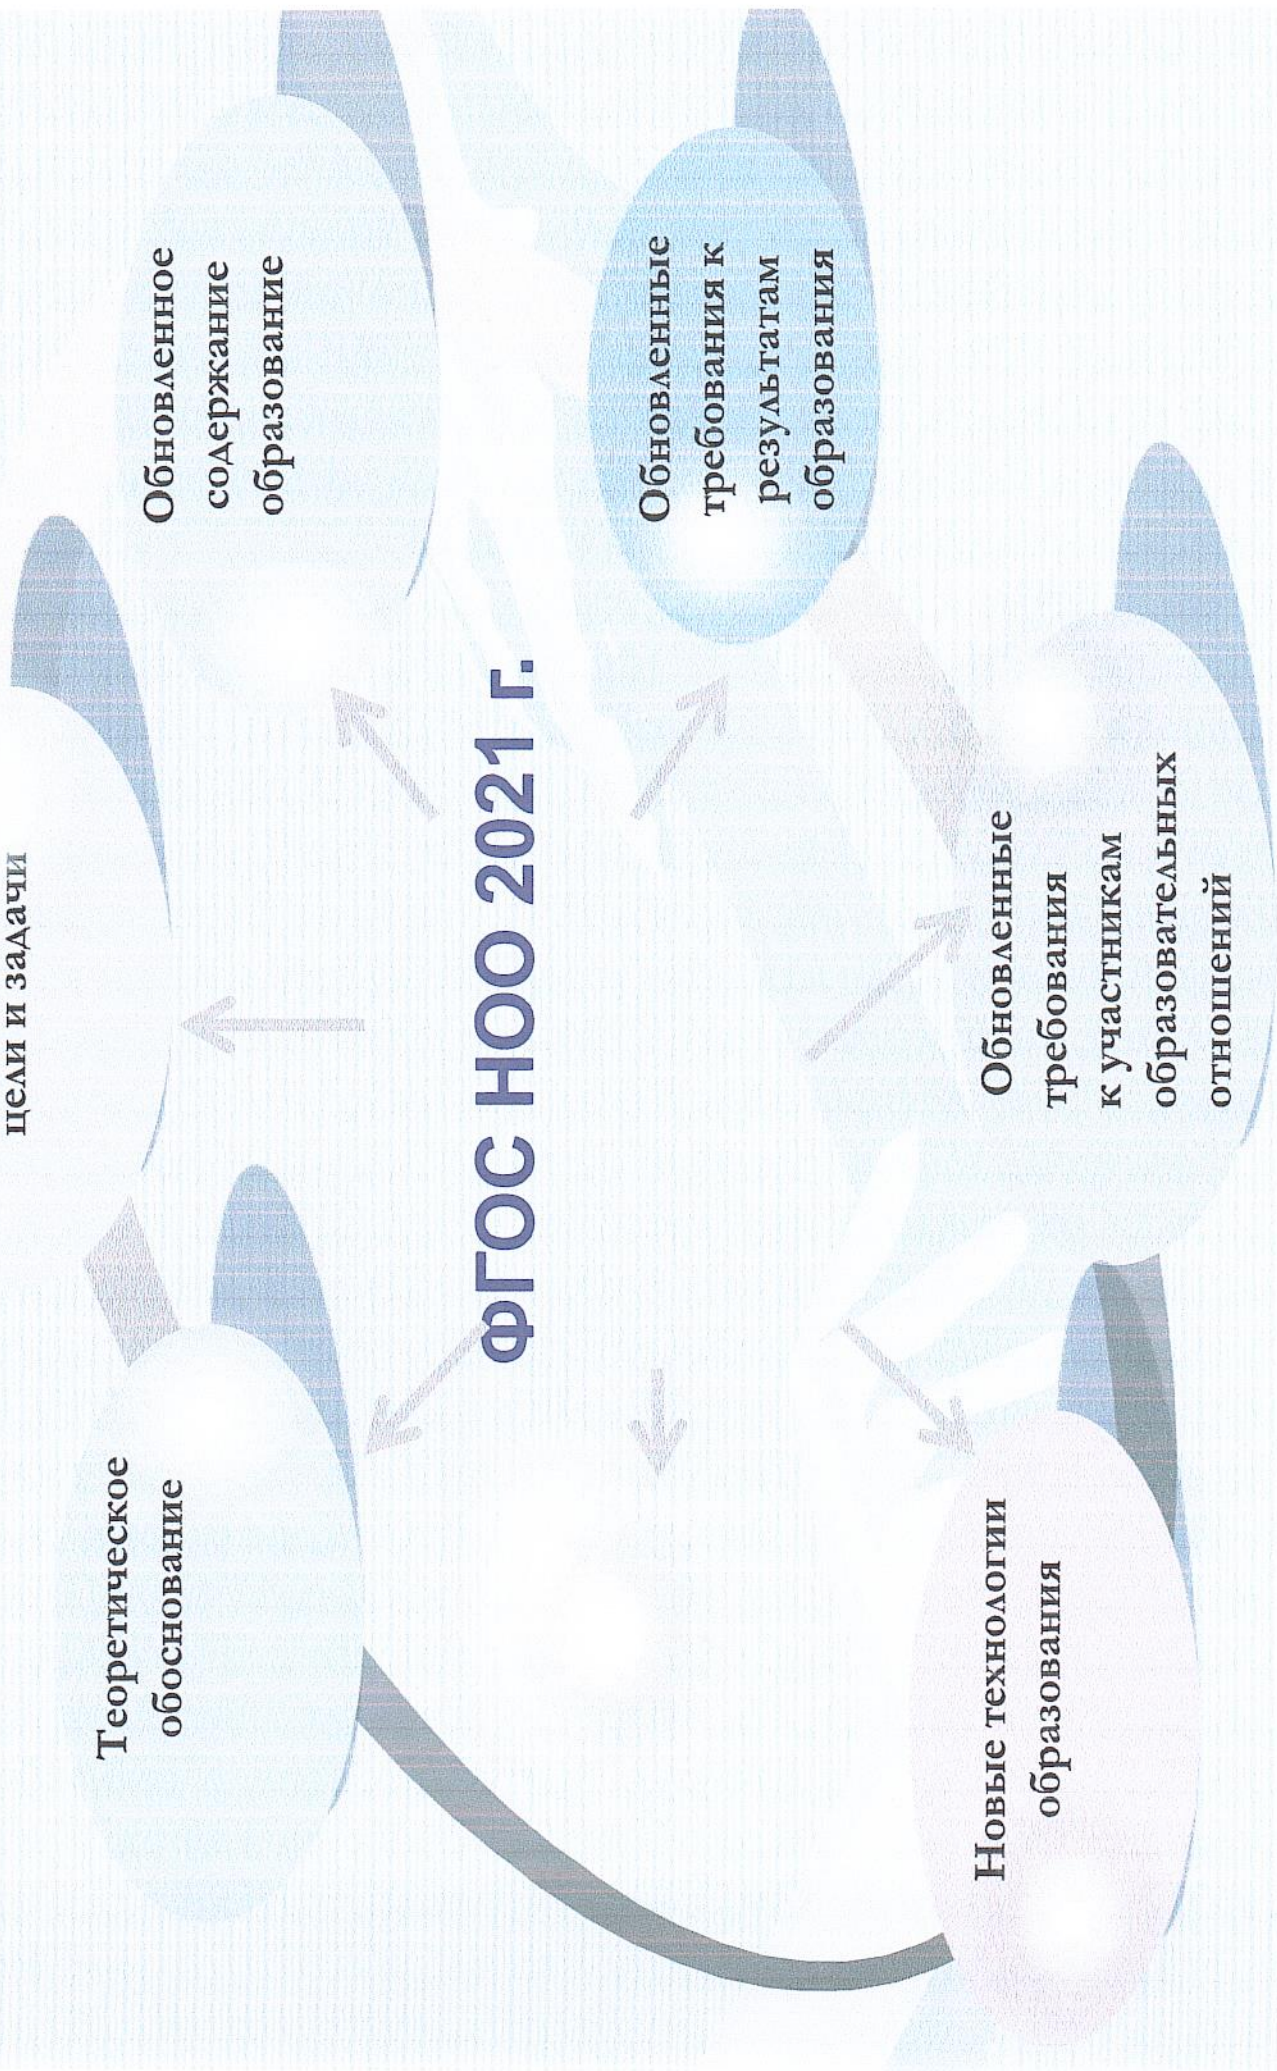 цели и задачи
Теоретическое
обоснование
Обновленное
содержание
образование
ФГОС НОО 2021 г.
Обновленные
требования к
результатам
образования
Новые технологии
образования
Обновленные
требования
к участникам
образовательных
отношений